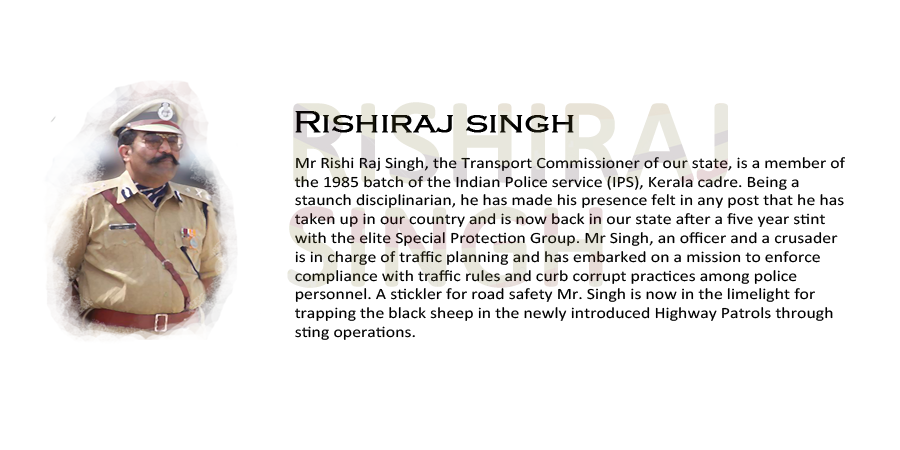 RISHIRAJ SINGH
RISHIRAJ
SINGH
Mr Rishi Raj Singh, the Transport Commissioner of our state, is a member of
the 1985 batch of the Indian Police service (IPS), Kerala cadre. Being a
staunch disciplinarian, he has made his presence felt in any post that he has
taken up in our country and is now back in our state after a five year stint
with the elite Special Protection Group. Mr Singh, an officer and a crusader
is in charge of traffic planning and has embarked on a mission to enforce
compliance with traffic rules and curb corrupt practices among police
personnel. A stickler for road safety Mr. Singh is now in the limelight for
trapping the black sheep in the newly introduced Highway Patrols through
sting operations.